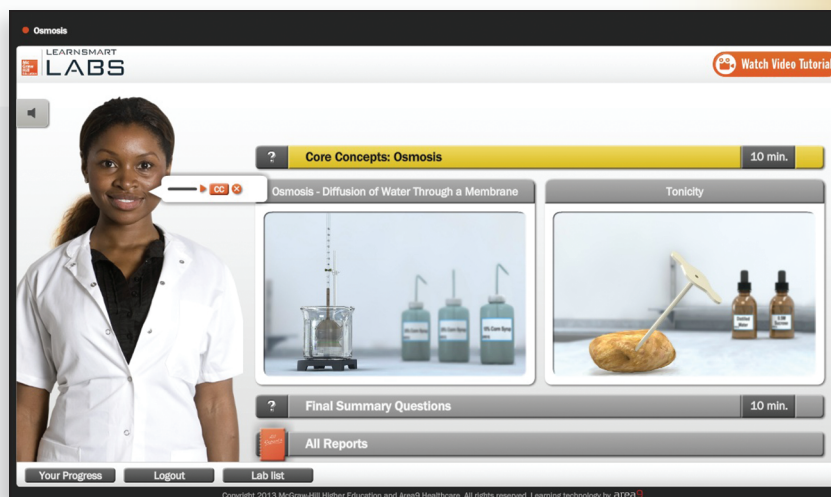 Osmosis
LEARNSMART
LABS
Watch Video Tutorial
? Core Concepts: Osmosis 10 min.
CC
Osmosis - Diffusion of Water Through a Membrane
Tonicity
? Final Summary Questions 10 min.
All Reports
Your Progress Logout Lab list
Copyright 2013 McGraw-Hill Higher Education and Area9 Healthcare. All rights reserved. Learning technology by area9